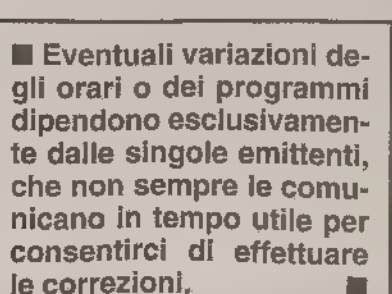 ■ Eventuali variazioni de-
gli orari o dei programmi
dipendono esclusivamen-
te dalle singole emittenti,
che non sempre le comu-
nicano in tempo utile per
consentirci di effettuare
le correzioni. ■